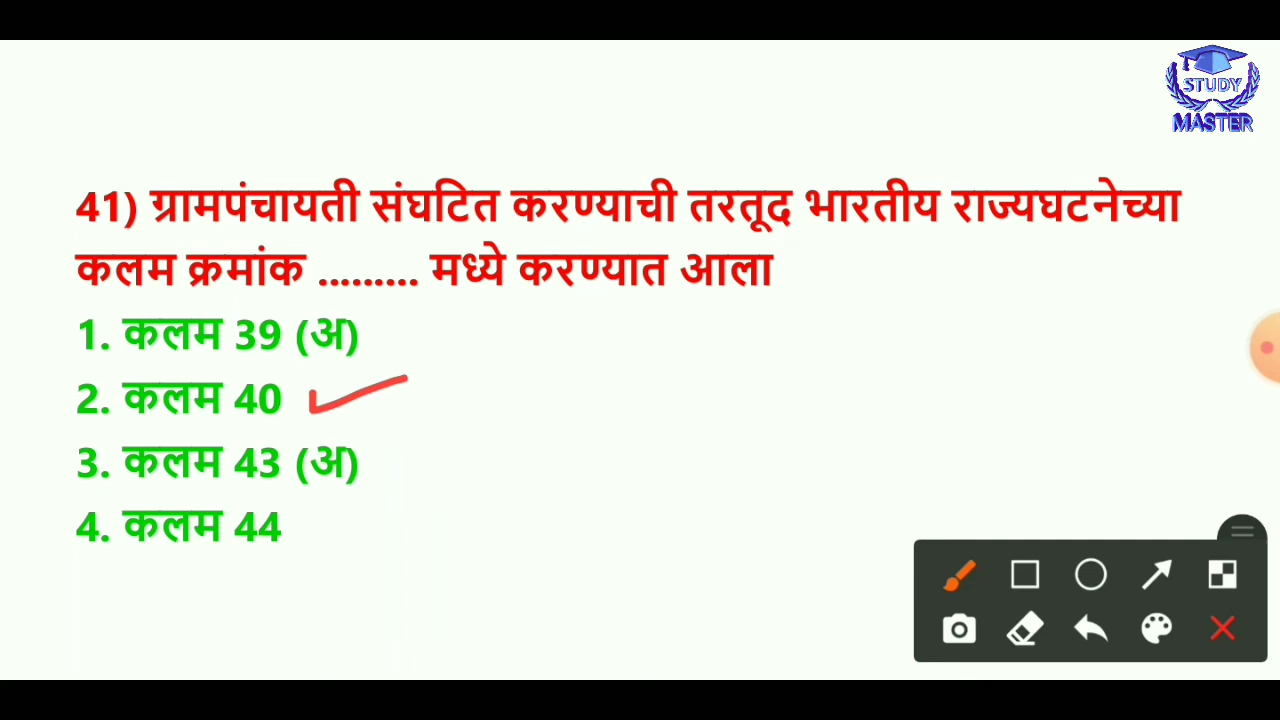 STUDY
MASTER
41) ग्रामपंचायती संघटित करण्याची तरतूद भारतीय राज्यघटनेच्या
कलम क्रमांक ......... मध्ये करण्यात आला
1. कलम 39 (अ)
2. कलम 40
3. कलम 43 (अ)
4. कलम 44